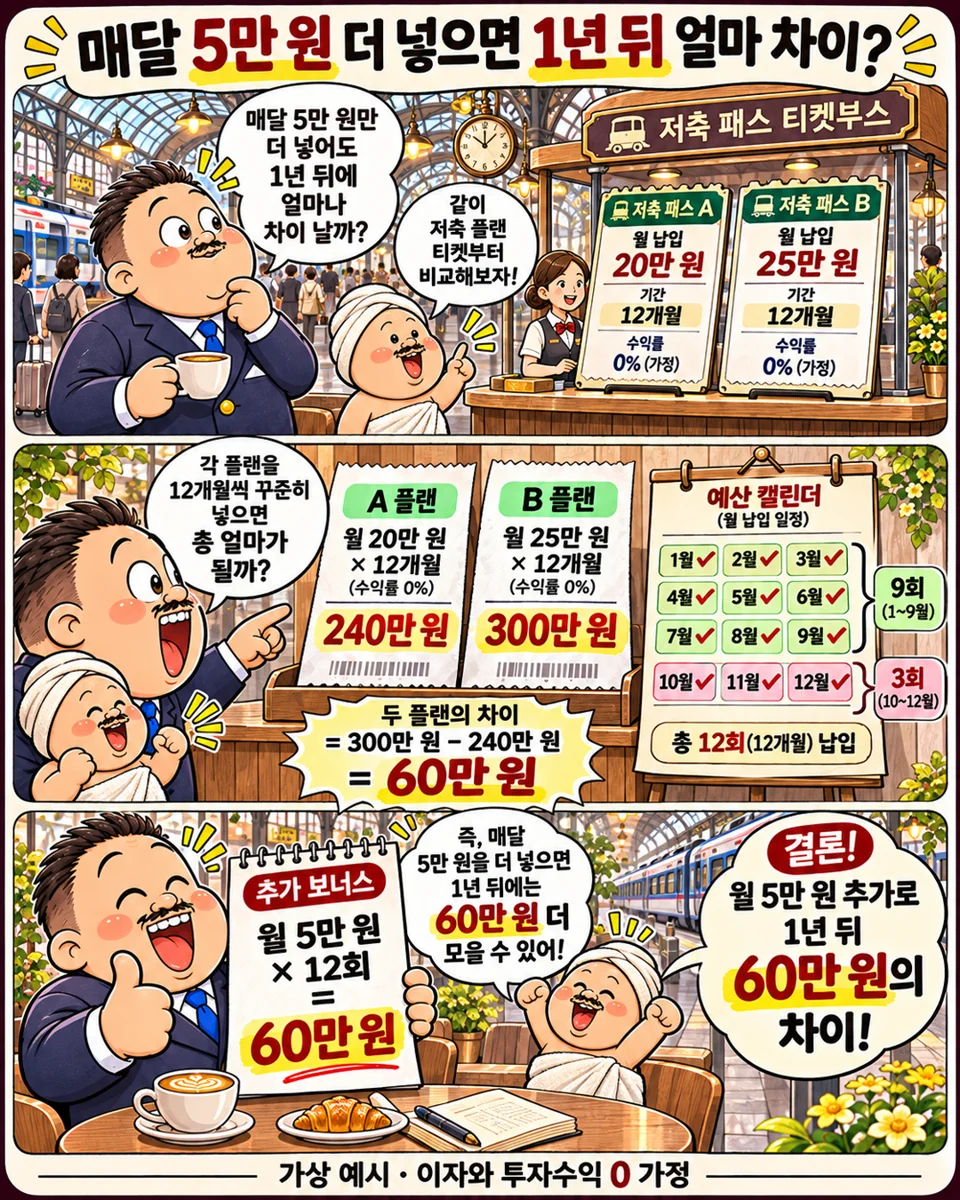 매달 5만 원 더 넣으면 1년 뒤 얼마 차이?
매달 5만 원만
더 넣어도
1년 뒤에
얼마나
차이 날까?
같이
저축 플랜
티켓부터
비교해보자!
저축 패스 티켓부스
저축 패스 A
월 납입
20만 원
기간
12개월
수익률
0% (가정)
저축 패스 B
월 납입
25만 원
기간
12개월
수익률
0% (가정)
각 플랜을
12개월씩 꾸준히
넣으면
총 얼마가
될까?
A 플랜
월 20만 원
× 12개월
(수익률 0%)
240만 원
B 플랜
월 25만 원
× 12개월
(수익률 0%)
300만 원
두 플랜의 차이
= 300만 원 – 240만 원
= 60만 원
예산 캘린더
(월 납입 일정)
1월✓ 2월✓ 3월✓
4월✓ 5월✓ 6월✓
7월✓ 8월✓ 9월✓
9회
(1~9월)
10월✓ 11월✓ 12월✓
3회
(10~12월)
총 12회(12개월) 납입
추가 보너스
월 5만 원
× 12회
=
60만 원
즉, 매달
5만 원을 더 넣으면
1년 뒤에는
60만 원 더
모을 수 있어!
결론!
월 5만 원 추가로
1년 뒤
60만 원의
차이!
가상 예시 · 이자와 투자수익 0 가정